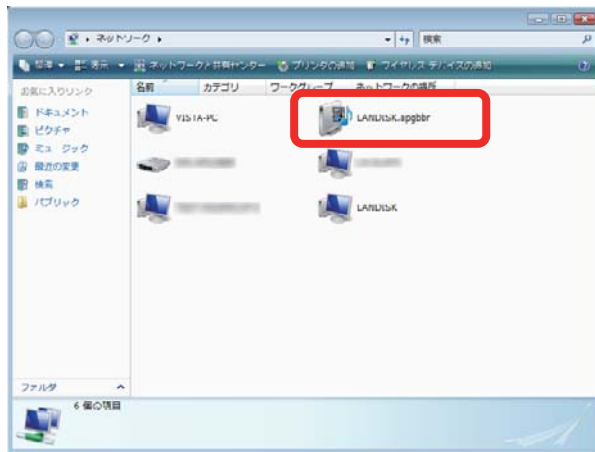 ネットワーク
検索
整理 表示 ネットワークと共有センター プリンタの追加 ワイヤレス デバイスの追加
お気に入りリンク
名前 カテゴリ ワークグループ ネットワークの場所
ドキュメント
ピクチャ
ミュージック
最近の変更
検索
パブリック
VISTA-PC
LANDISK.apgbbr
LANDISK
フォルダ
6 個の項目